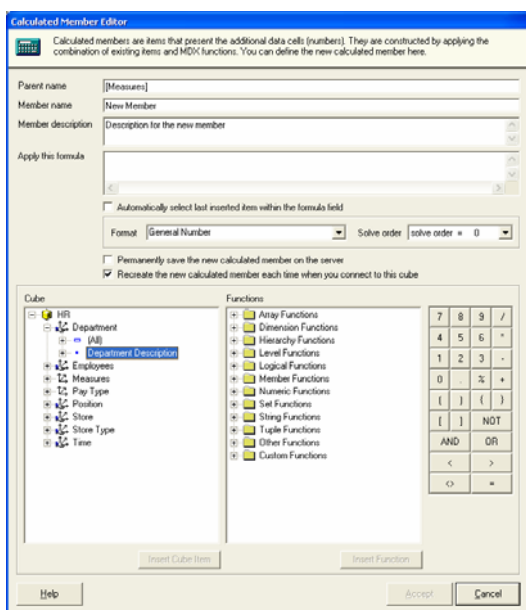 Calculated Member Editor
Calculated members are items that present the additional data cells (numbers). They are constructed by applying the
combination of existing items and MDX functions. You can define the new calculated member here.
Parent name [Measures]
Member name New Member
Member description Description for the new member
Apply this formula
Automatically select last inserted item within the formula field
Format General Number Solve order solve order = 0
Permanently save the new calculated member on the server
Recreate the new calculated member each time when you connect to this cube
Cube
HR
Department
(All)
Department Description
Employees
Measures
Pay Type
Position
Store
Store Type
Time
Functions
Array Functions
Dimension Functions
Hierarchy Functions
Level Functions
Logical Functions
Member Functions
Numeric Functions
Set Functions
String Functions
Tuple Functions
Other Functions
Custom Functions
7 8 9 /
4 5 6 *
1 2 3 -
0 . % +
{ } ( )
[ ] NOT
AND OR
< >
<> =
Insert Cube Item Insert Function
Help Accept Cancel